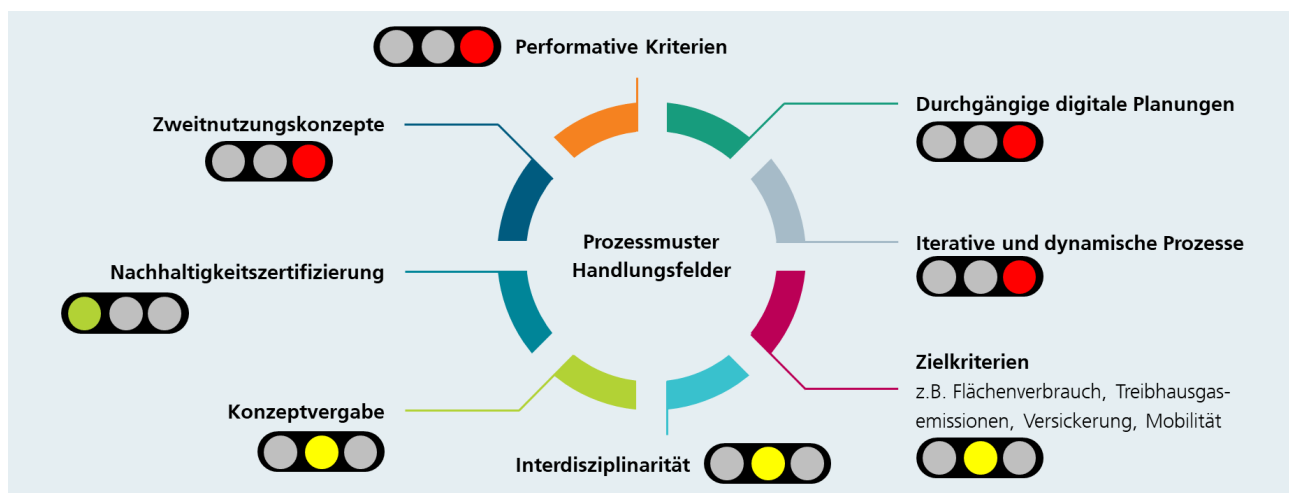 Performative Kriterien
Durchgängige digitale Planungen
Zweitnutzungskonzepte
Prozessmuster
Handlungsfelder
Iterative und dynamische Prozesse
Nachhaltigkeitszertifizierung
Zielkriterien
z.B. Flächenverbrauch, Treibhausgas-
emissionen, Versickerung, Mobilität
Konzeptvergabe
Interdisziplinarität